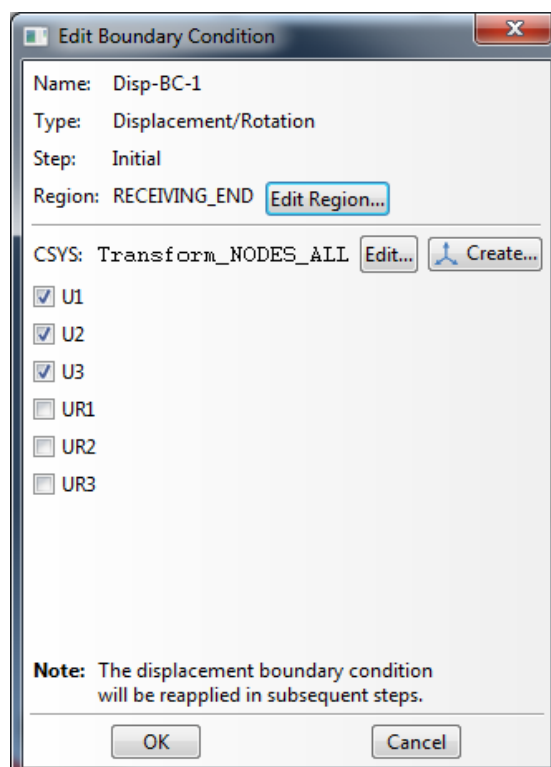 Edit Boundary Condition
Name: Disp-BC-1
Type: Displacement/Rotation
Step: Initial
Region: RECEIVING_END Edit Region...
CSYS: Transform_NODES_ALL Edit... Create...
U1
U2
U3
UR1
UR2
UR3
Note: The displacement boundary condition
will be reapplied in subsequent steps.
OK Cancel